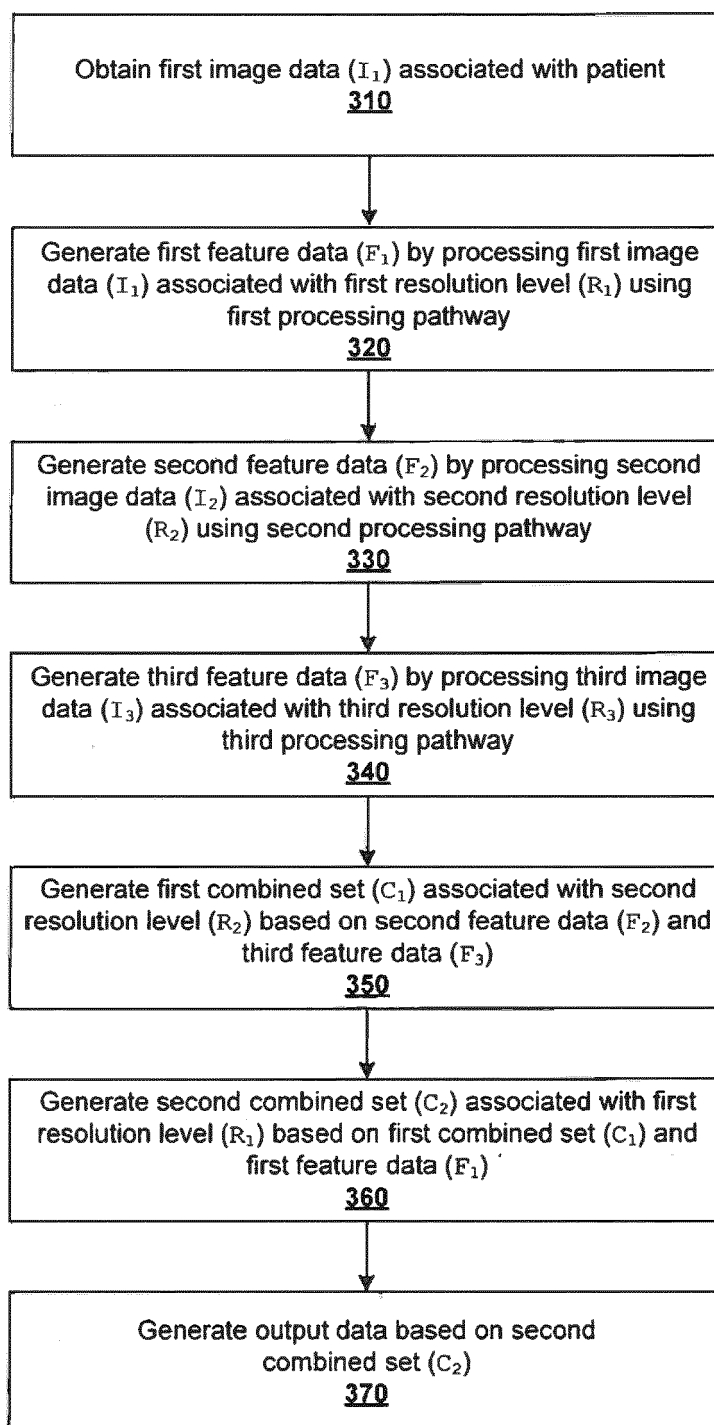 Obtain first image data (I₁) associated with patient
310
Generate first feature data (F₁) by processing first image
data (I₁) associated with first resolution level (R₁) using
first processing pathway
320
Generate second feature data (F₂) by processing second
image data (I₂) associated with second resolution level
(R₂) using second processing pathway
330
Generate third feature data (F₃) by processing third image
data (I₃) associated with third resolution level (R₃) using
third processing pathway
340
Generate first combined set (C₁) associated with second
resolution level (R₂) based on second feature data (F₂) and
third feature data (F₃)
350
Generate second combined set (C₂) associated with first
resolution level (R₁) based on first combined set (C₁) and
first feature data (F₁)
360
Generate output data based on second
combined set (C₂)
370